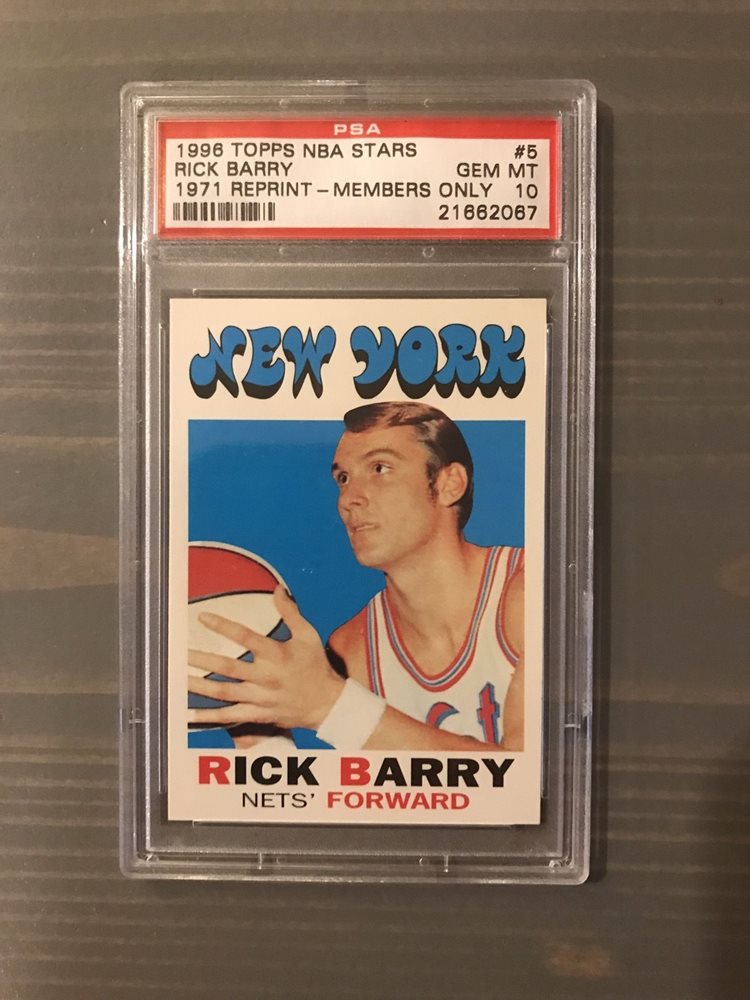 PSA
1996 TOPPS NBA STARS #5
RICK BARRY GEM MT
1971 REPRINT - MEMBERS ONLY 10
21662067
NEW YORK
RICK BARRY
NETS' FORWARD